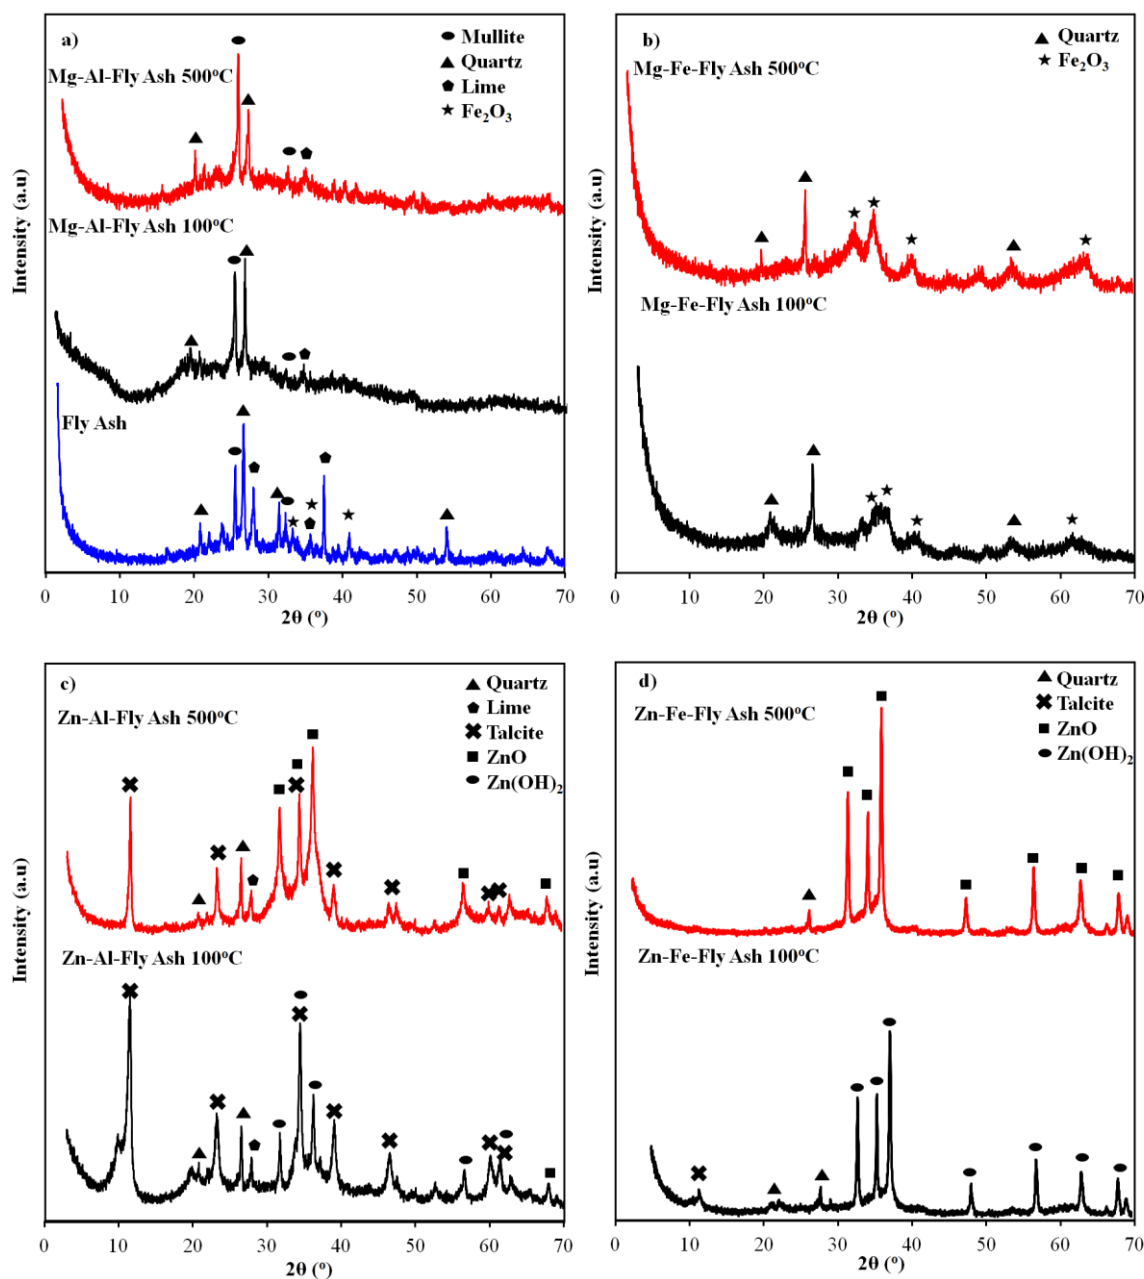 a)
Mullite
Mg-Al-Fly Ash 500°C
Quartz
Lime
Fe₂O₃
Mg-Al-Fly Ash 100°C
Fly Ash
Intensity (a.u)
0 10 20 30 40 50 60 70
2θ (°)
b)
Quartz
Mg-Fe-Fly Ash 500°C
Fe₂O₃
Mg-Fe-Fly Ash 100°C
Intensity (a.u)
0 10 20 30 40 50 60 70
2θ (°)
c)
Quartz
Lime
Zn-Al-Fly Ash 500°C
Talcite
ZnO
Zn(OH)₂
Zn-Al-Fly Ash 100°C
Intensity (a.u)
0 10 20 30 40 50 60 70
2θ (°)
d)
Quartz
Talcite
Zn-Fe-Fly Ash 500°C
ZnO
Zn(OH)₂
Zn-Fe-Fly Ash 100°C
Intensity (a.u)
0 10 20 30 40 50 60 70
2θ (°)